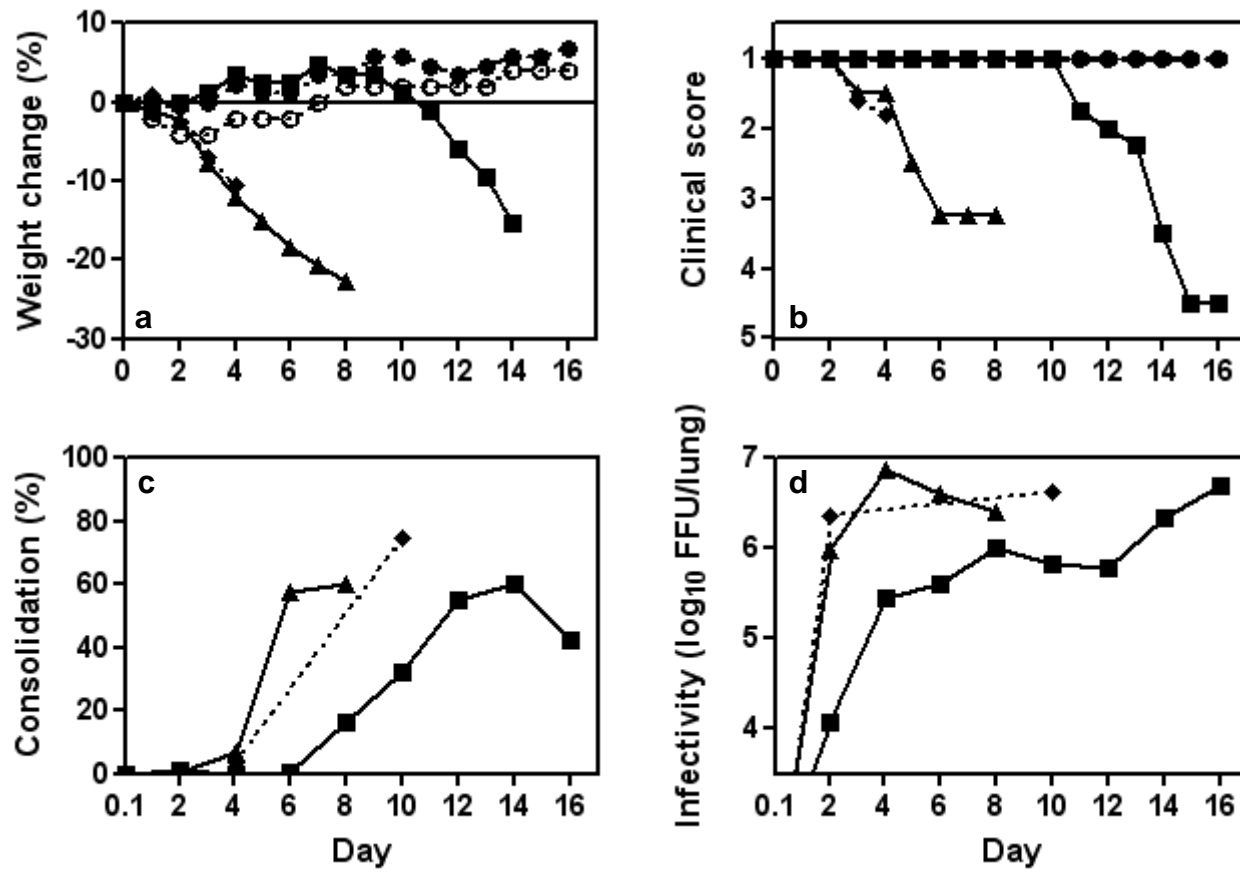 Weight change (%)
10
0
-10
-20
-30
a
0 2 4 6 8 10 12 14 16
Clinical score
1
2
3
4
5
b
0 2 4 6 8 10 12 14 16
Consolidation (%)
100
80
60
40
20
0
c
0.1 2 4 6 8 10 12 14 16
Day
Infectivity (log10 FFU/lung)
7
6
5
4
d
0.1 2 4 6 8 10 12 14 16
Day